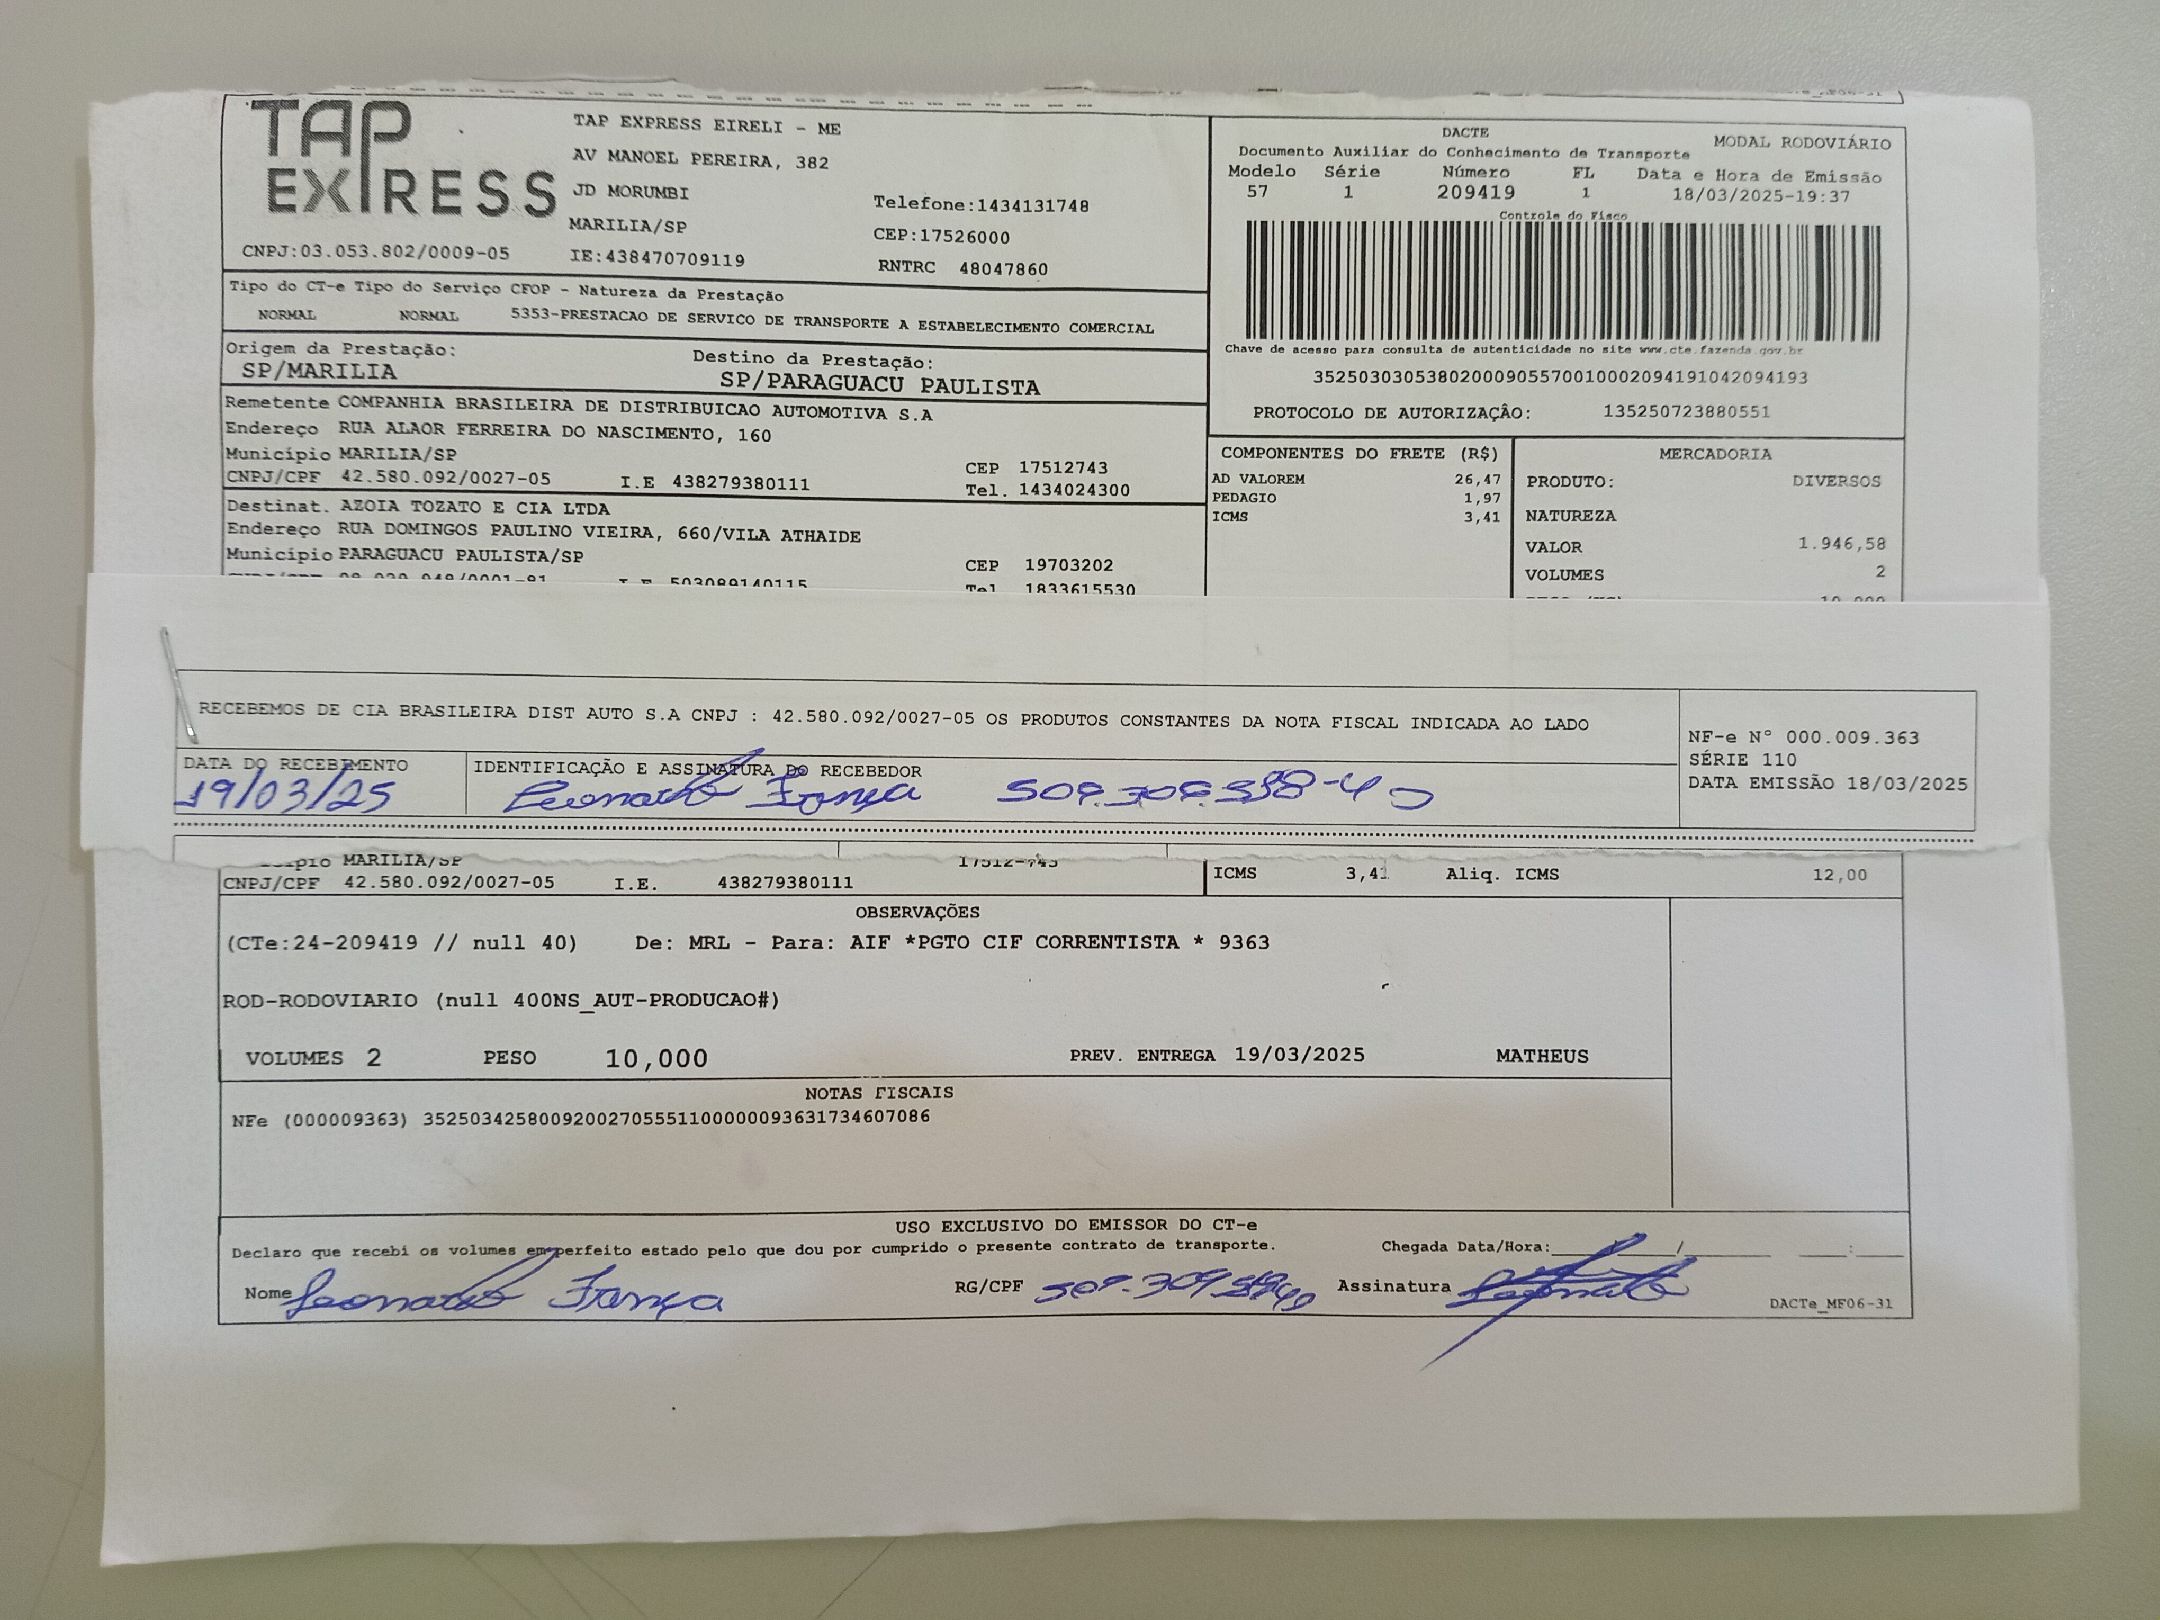 TAP EXPRESS
TAP EXPRESS EIRELI - ME
AV MANOEL PEREIRA, 382
JD MORUMBI
MARILIA/SP
Telefone:1434131748
CEP:17526000
CNPJ:03.053.802/0009-05 IE:438470709119 RNTRC 48047860
DACTE MODAL RODOVIÁRIO
Documento Auxiliar do Conhecimento de Transporte
Modelo Série Número FL Data e Hora de Emissão
57 1 209419 1 18/03/2025-19:37
Controle do Fisco
Chave de acesso para consulta de autenticidade no site www.cte.fazenda.gov.br
35250303053802000905570010002094191042094193
PROTOCOLO DE AUTORIZAÇÃO: 135250723880551
Tipo do CT-e Tipo do Serviço CFOP - Natureza da Prestação
NORMAL NORMAL 5353-PRESTACAO DE SERVICO DE TRANSPORTE A ESTABELECIMENTO COMERCIAL
Origem da Prestação: Destino da Prestação:
SP/MARILIA SP/PARAGUACU PAULISTA
Remetente COMPANHIA BRASILEIRA DE DISTRIBUICAO AUTOMOTIVA S.A
Endereço RUA ALAOR FERREIRA DO NASCIMENTO, 160
Município MARILIA/SP CEP 17512743
CNPJ/CPF 42.580.092/0027-05 I.E 438279380111 Tel. 1434024300
Destinat. AZOIA TOZATO E CIA LTDA
Endereço RUA DOMINGOS PAULINO VIEIRA, 660/VILA ATHAIDE
Município PARAGUACU PAULISTA/SP CEP 19703202
I.E 503089140115 Tel 1833615530
COMPONENTES DO FRETE (R$)
AD VALOREM 26,47
PEDAGIO 1,97
ICMS 3,41
MERCADORIA
PRODUTO: DIVERSOS
NATUREZA
VALOR 1.946,58
VOLUMES 2
RECEBEMOS DE CIA BRASILEIRA DIST AUTO S.A CNPJ : 42.580.092/0027-05 OS PRODUTOS CONSTANTES DA NOTA FISCAL INDICADA AO LADO
DATA DO RECEBIMENTO IDENTIFICAÇÃO E ASSINATURA DO RECEBEDOR
19/03/25 Leonardo França
NF-e Nº 000.009.363
SÉRIE 110
DATA EMISSÃO 18/03/2025
MARILIA/SP 17512-743
CNPJ/CPF 42.580.092/0027-05 I.E. 438279380111
ICMS 3,41 Aliq. ICMS 12,00
OBSERVAÇÕES
(CTe:24-209419 // null 40) De: MRL - Para: AIF *PGTO CIF CORRENTISTA * 9363
ROD-RODOVIARIO (null 400NS_AUT-PRODUCAO#)
VOLUMES 2 PESO 10,000 PREV. ENTREGA 19/03/2025 MATHEUS
NOTAS FISCAIS
NFe (000009363) 35250342580092002705551100000093631734607086
USO EXCLUSIVO DO EMISSOR DO CT-e
Declaro que recebi os volumes em perfeito estado pelo que dou por cumprido o presente contrato de transporte. Chegada Data/Hora:
Nome Leonardo França RG/CPF Assinatura Leonardo
DACTe_MF06-31